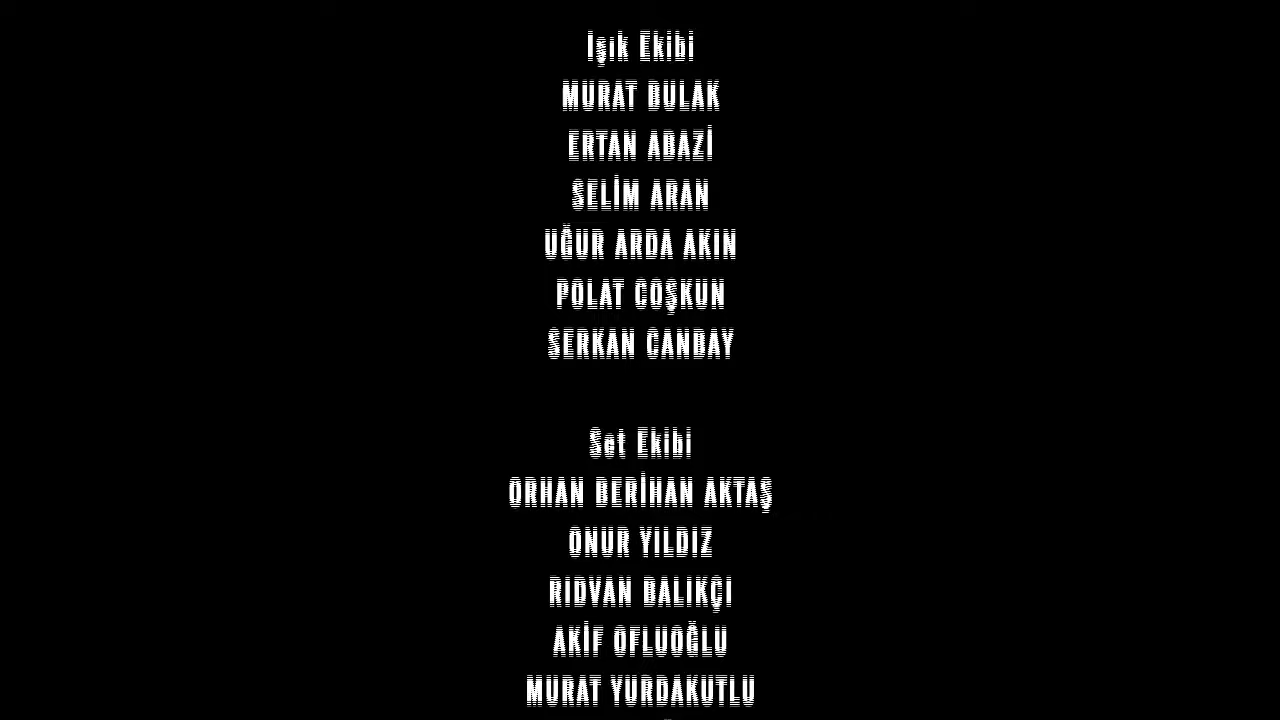 İşık Ekibi
MURAT BULAK
ERTAN ABAZİ
SELİM ARAN
UĞUR ARDA AKIN
POLAT COŞKUN
SERKAN CANBAY
Set Ekibi
ORHAN BERİHAN AKTAŞ
ONUR YILDIZ
RIDVAN BALIKÇI
AKİF OFLUOĞLU
MURAT YURDAKUTLU